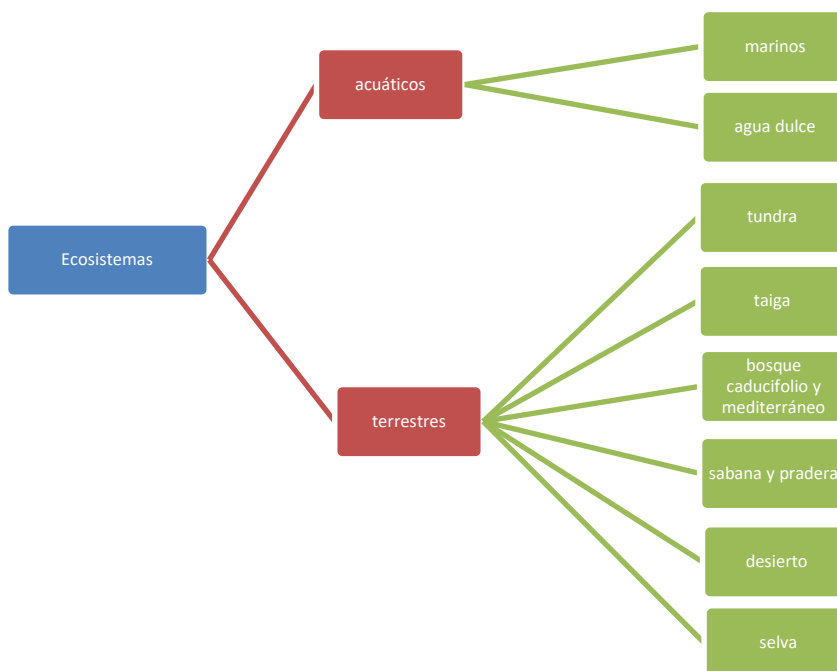 Ecosistemas
acuáticos
marinos
agua dulce
terrestres
tundra
taiga
bosque
caducifolio y
mediterráneo
sabana y pradera
desierto
selva